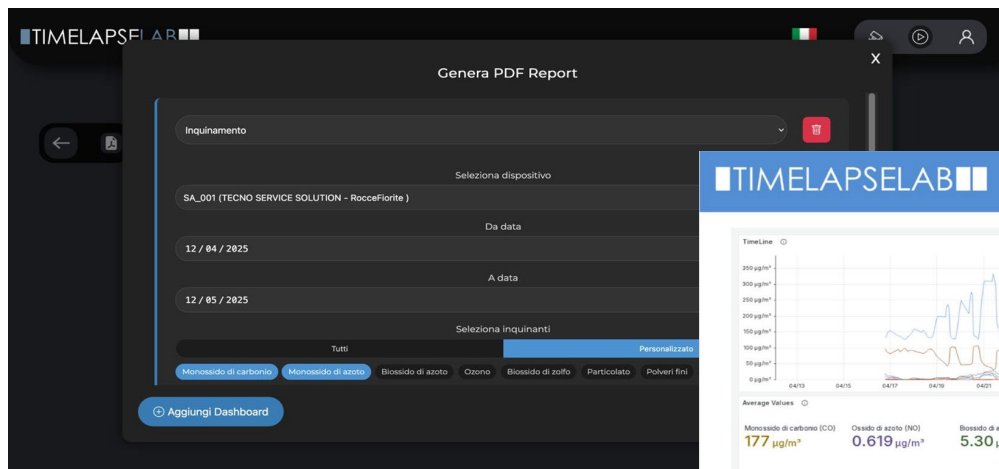 TIMELAPSELAB
Genera PDF Report
X
Inquinamento
Seleziona dispositivo
SA_001 (TECNO SERVICE SOLUTION - RocceFiorite )
Da data
12 / 04 / 2025
A data
12 / 05 / 2025
Seleziona inquinanti
Tutti Personalizzato
Monossido di carbonio Monossido di azoto Biossido di azoto Ozono Biossido di zolfo Particolato Polveri fini
Aggiungi Dashboard
TIMELAPSELAB
TimeLine
350 µg/m³
300 µg/m³
250 µg/m³
200 µg/m³
150 µg/m³
100 µg/m³
50 µg/m³
0 µg/m³
04/13 04/15 04/17 04/19 04/21
Average Values
Monossido di carbonio (CO) Ossido di azoto (NO) Biossido di a
177 µg/m³ 0.619 µg/m³ 5.30